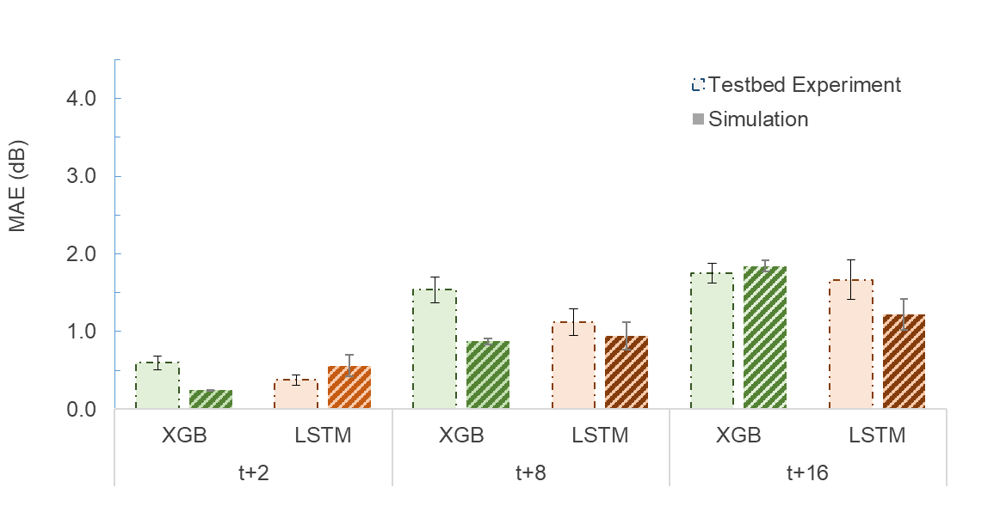 Testbed Experiment
Simulation
MAE (dB)
4.0
3.0
2.0
1.0
0.0
XGB LSTM XGB LSTM XGB LSTM
t+2 t+8 t+16